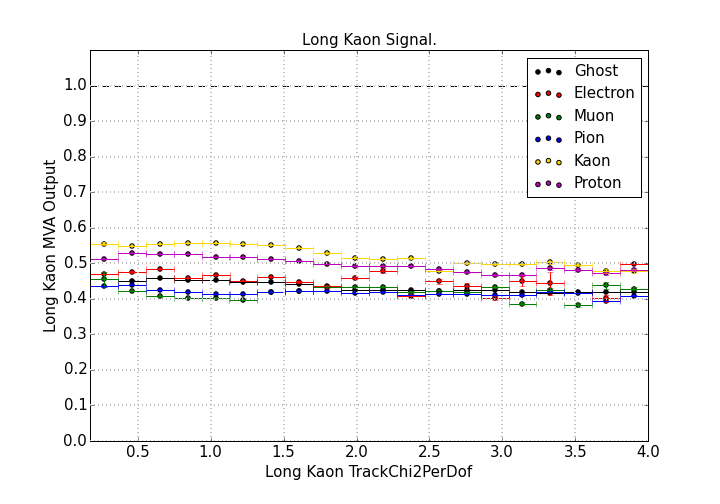 Long Kaon Signal.
Long Kaon MVA Output
1.0
0.9
0.8
0.7
0.6
0.5
0.4
0.3
0.2
0.1
0.0
Ghost
Electron
Muon
Pion
Kaon
Proton
0.5 1.0 1.5 2.0 2.5 3.0 3.5 4.0
Long Kaon TrackChi2PerDof